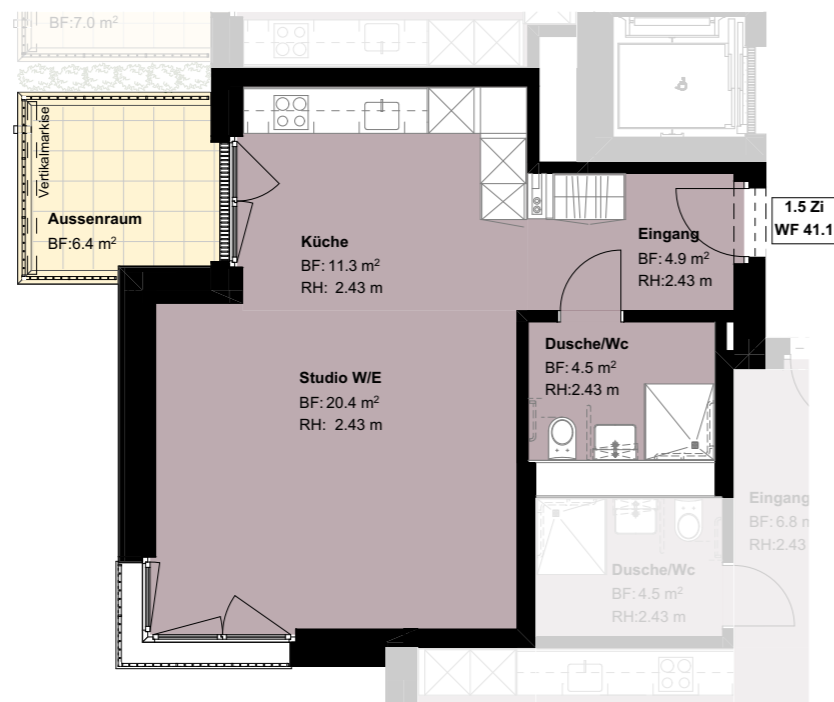 BF:7.0 m²
Vertikalmarkise
Aussenraum
BF:6.4 m²
Küche
BF: 11.3 m²
RH: 2.43 m
Eingang
BF: 4.9 m²
RH:2.43 m
1.5 Zi
WF 41.1
Dusche/Wc
BF: 4.5 m²
RH:2.43 m
Studio W/E
BF: 20.4 m²
RH: 2.43 m
Eingang
BF: 6.8 m
RH:2.43
Dusche/Wc
BF: 4.5 m²
RH:2.43 m